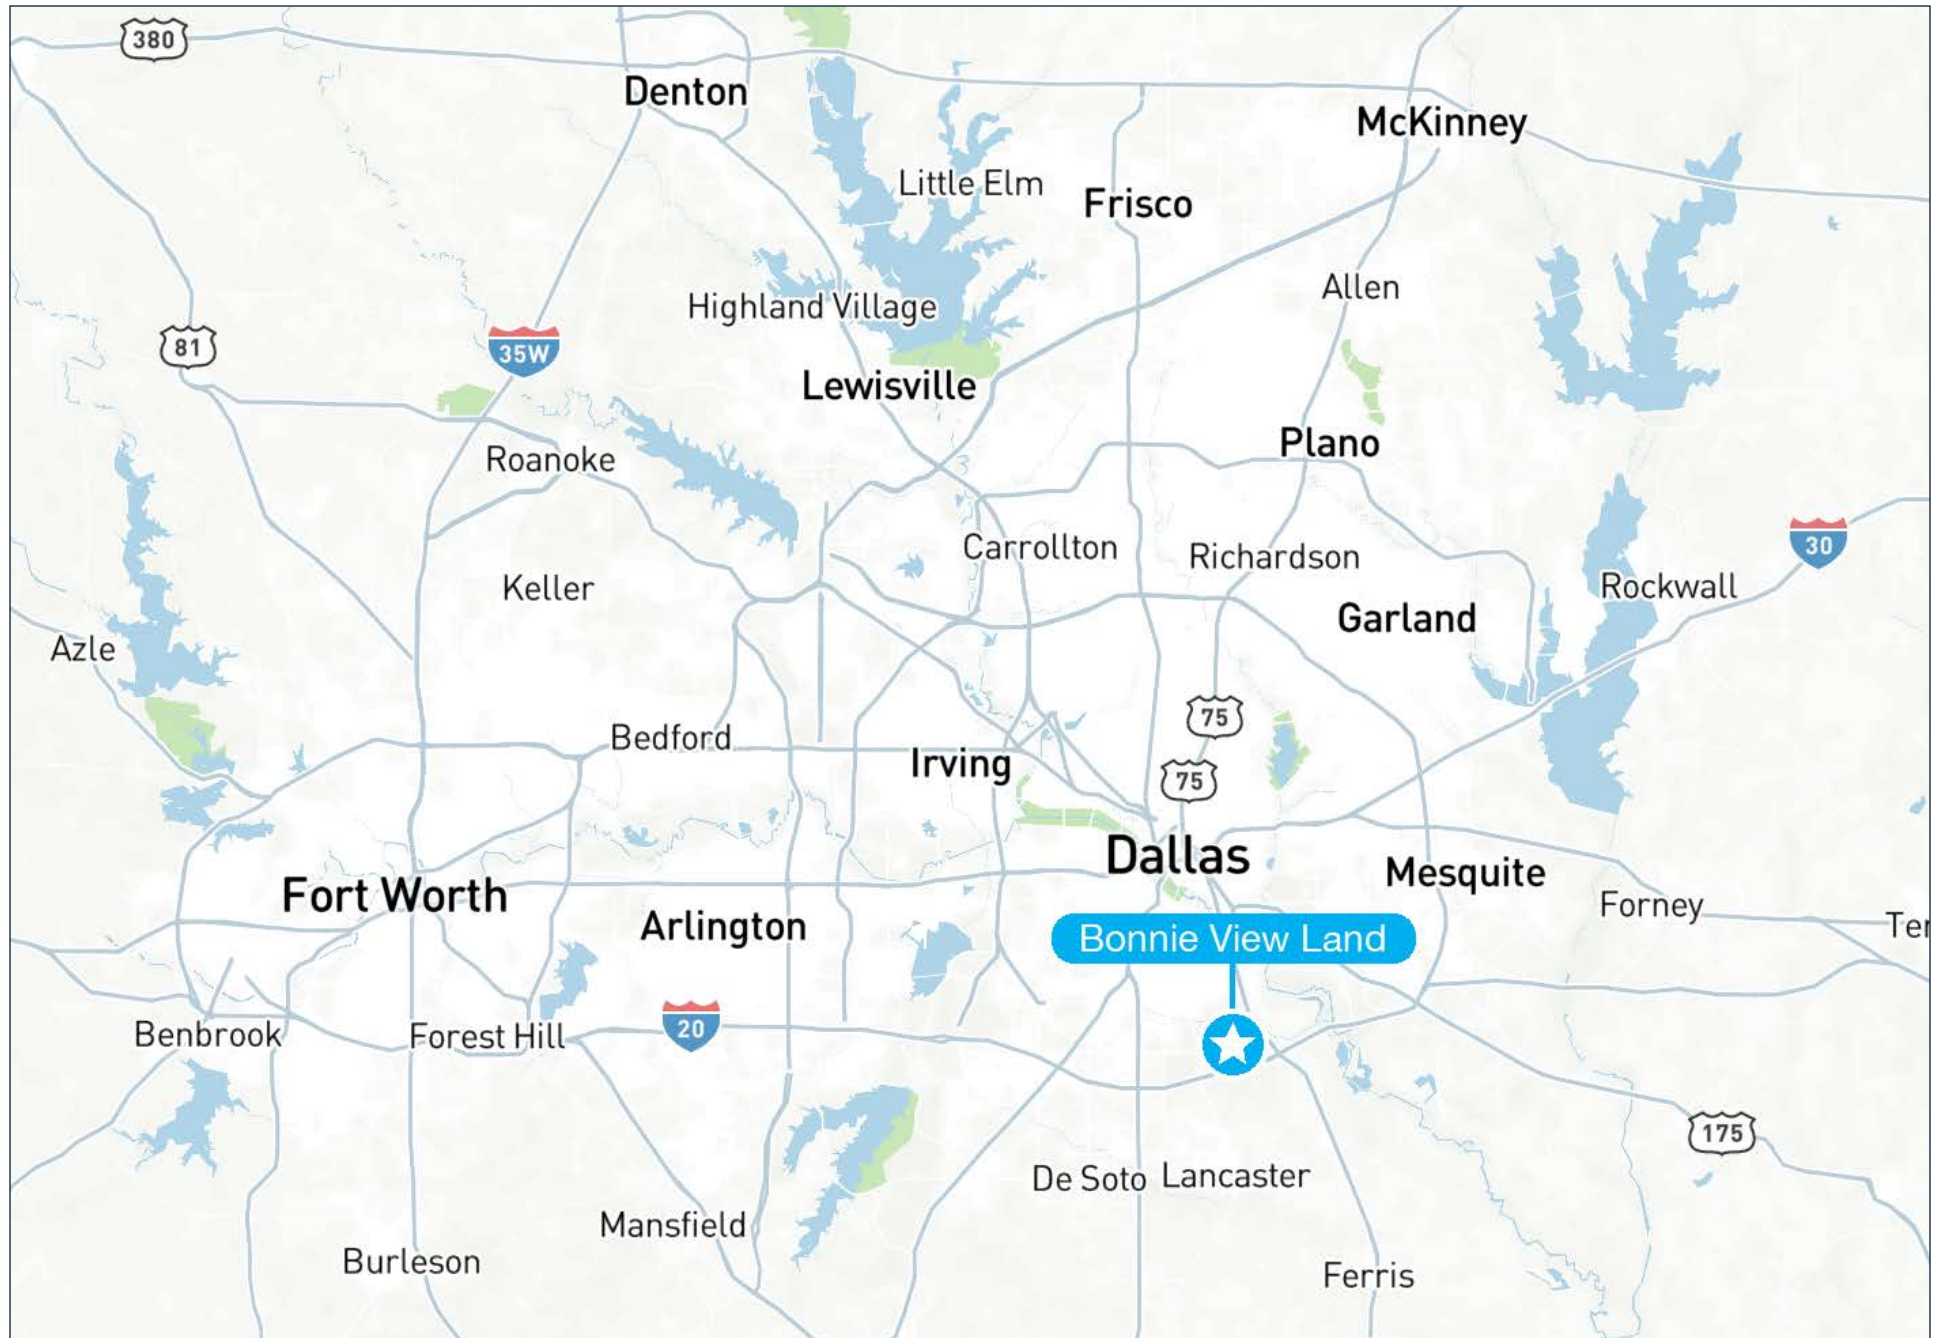 380
Denton
McKinney
Little Elm
Frisco
Allen
Highland Village
81
35W
Lewisville
Plano
Roanoke
Carrollton
Richardson
30
Keller
Rockwall
Garland
Azle
75
Bedford
Irving
75
Dallas
Mesquite
Fort Worth
Forney
Arlington
Ter
Bonnie View Land
20
Benbrook
Forest Hill
175
De Soto
Lancaster
Mansfield
Burleson
Ferris